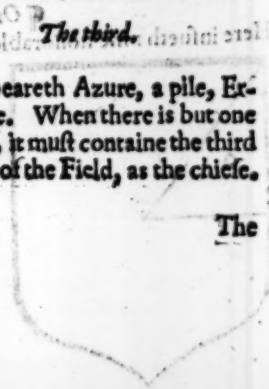 The third.
eareth Azure, a pile, Er-
e. When there is but one
, it muſt containe the third
of the Field, as the chiefe.
The